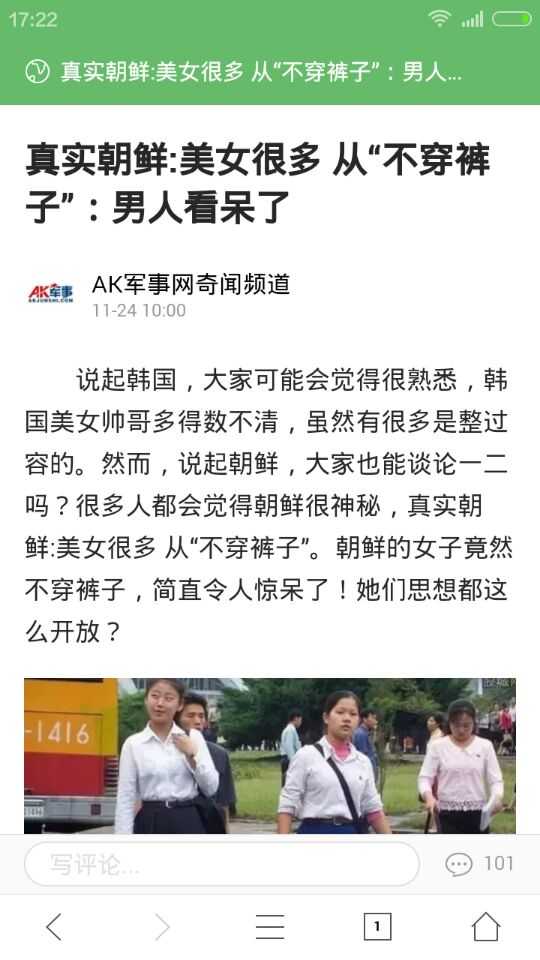 17:22
真实朝鲜:美女很多 从“不穿裤子”：男人...
真实朝鲜:美女很多 从“不穿裤
子”：男人看呆了
AK军事
AKJUNSHI.COM
AK军事网奇闻频道
11-24 10:00
说起韩国，大家可能会觉得很熟悉，韩
国美女帅哥多得数不清，虽然有很多是整过
容的。然而，说起朝鲜，大家也能谈论一二
吗？很多人都会觉得朝鲜很神秘，真实朝
鲜:美女很多 从“不穿裤子”。朝鲜的女子竟然
不穿裤子，简直令人惊呆了！她们思想都这
么开放？
-1416
写评论...
101
1